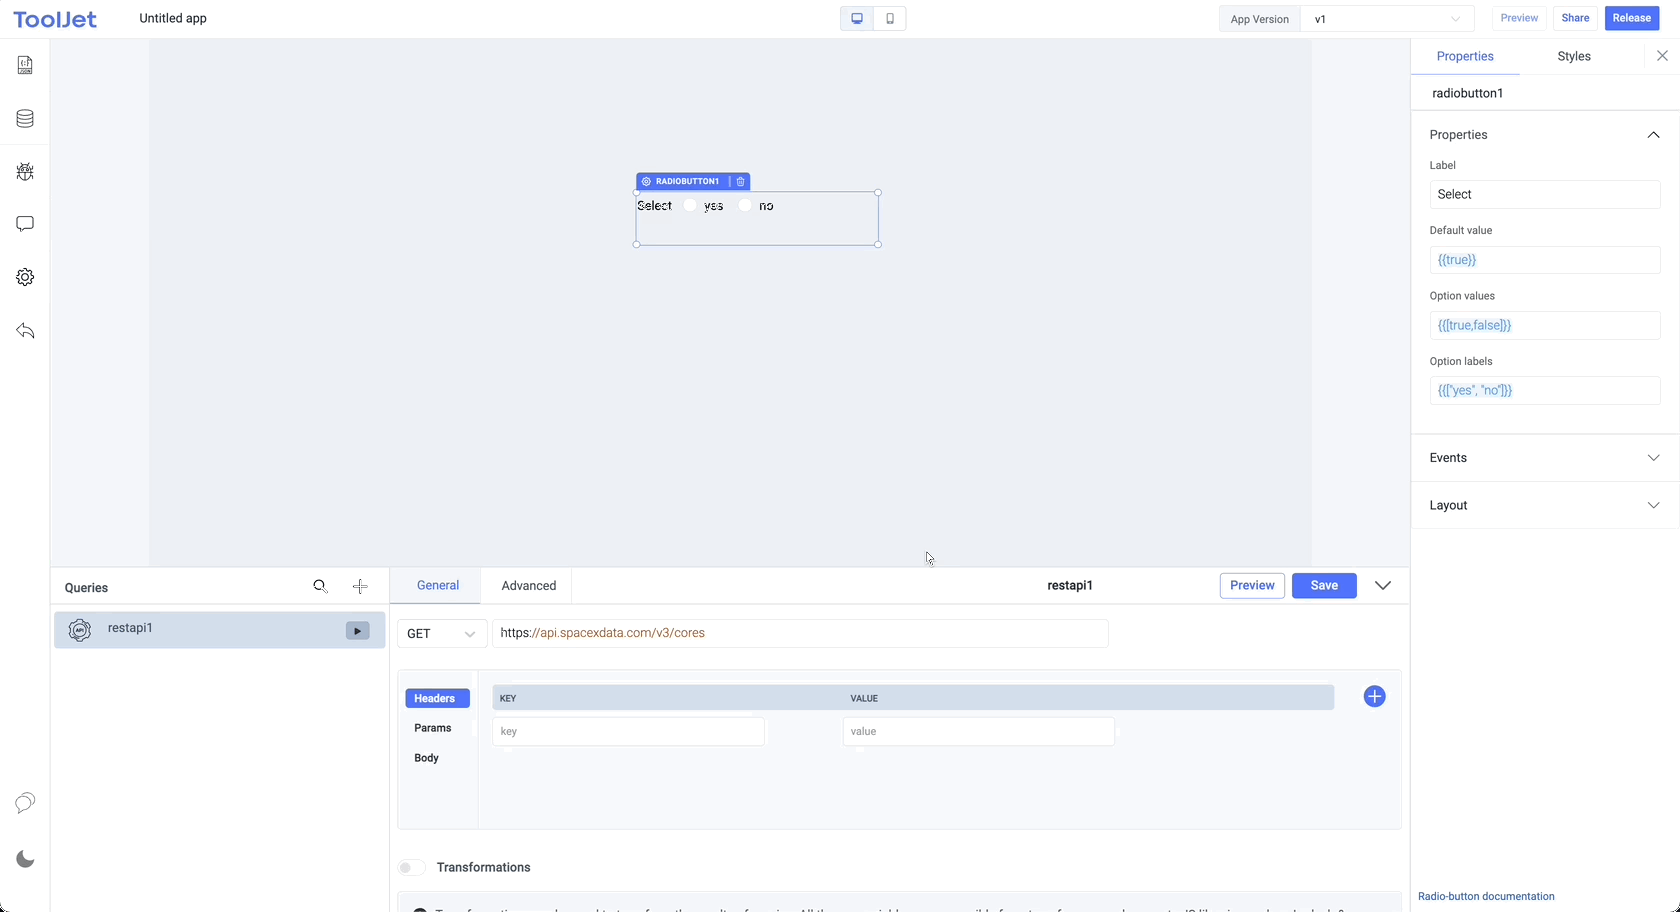 ToolJet
Untitled app
App Version
v1
Preview
Share
Release
JSON
Properties
Styles
radiobutton1
Properties
Label
Select
Default value
{{true}}
Option values
{{[true,false]}}
Option labels
{{["yes", "no"]}}
Events
Layout
RADIOBUTTON1
Select yes no
Queries
General
Advanced
restapi1
Preview
Save
API
restapi1
GET
https://api.spacexdata.com/v3/cores
Headers
KEY
VALUE
Params
key
value
Body
Transformations
Radio-button documentation